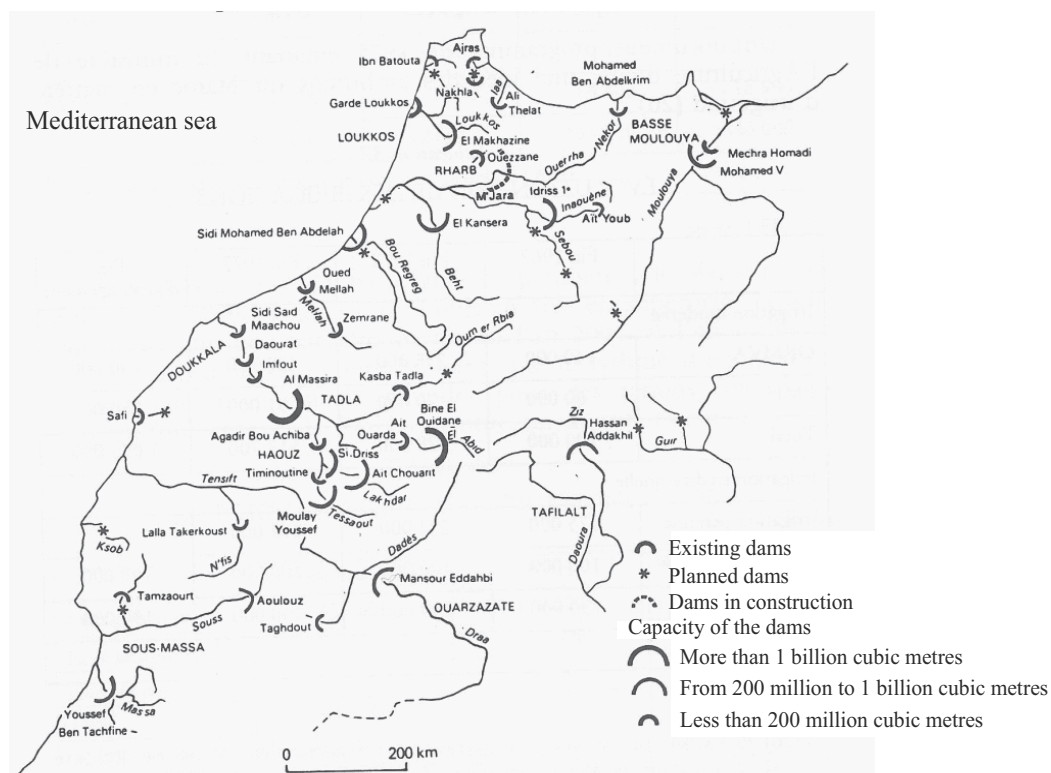 Ajras
Ibn Batouta
Mohamed
Ben Abdelkrim
Nakhla
Iaa
Ali
Thelat
Garde Loukkos
Mediterranean sea
Loukkos
LOUKKOS
El Makhazine
Nekor
BASSE
MOULOUYA
Ouezzane
Ouerrha
Mechra Homadi
RHARB
Mohamed V
M'Jara
Idriss 1e
Inaouène
Moulouya
Aït Youb
El Kansera
Sidi Mohamed Ben Abdelah
Sebou
Bou Regreg
Beht
Oued
Mellah
Mellah
Zemrane
Sidi Said
Maachou
Oum er Rbia
Daourat
DOUKKALA
Imfout
Al Massira
Kasba Tadla
TADLA
Safi
Bine El
Ouidane
Ait
Ouarda
El
Abid
Ziz
Hassan
Addakhil
Guir
Agadir Bou Achiba
HAOUZ
Si.Driss
Timinoutine
Ait Chouarit
Tensift
Lakhdar
Tessaout
Moulay
Youssef
TAFILALT
Lalla Takerkoust
Ksob
Dadès
Daoura
N'fis
Existing dams
Mansour Eddahbi
Planned dams
Tamzaourt
Aoulouz
OUARZAZATE
Dams in construction
Souss
Taghdout
Capacity of the dams
Draa
SOUS-MASSA
More than 1 billion cubic metres
From 200 million to 1 billion cubic metres
Massa
Youssef
Ben Tachfine
Less than 200 million cubic metres
0
200 km